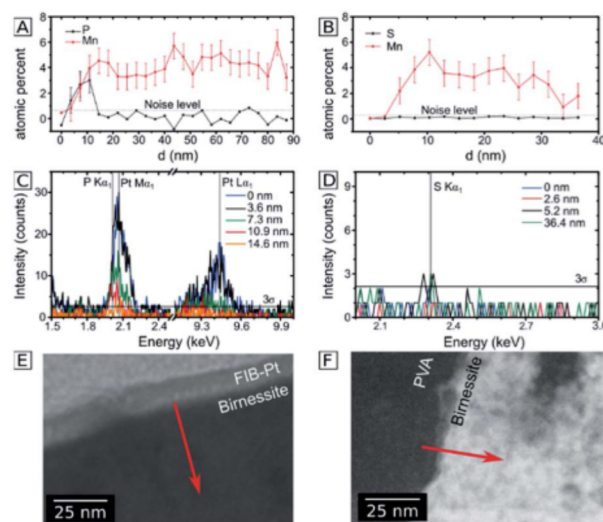 A
P
Mn
atomic percent
8
6
4
2
0
Noise level
0 10 20 30 40 50 60 70 80 90
d (nm)
B
S
Mn
atomic percent
8
6
4
2
0
Noise level
0 10 20 30 40
d (nm)
C
P Kα1
Pt Mα1
Pt Lα1
0 nm
3.6 nm
7.3 nm
10.9 nm
14.6 nm
3σ
Intensity (counts)
30
20
10
0
1.5 1.8 2.1 2.4 9.3 9.6 9.9
Energy (keV)
D
S Kα1
0 nm
2.6 nm
5.2 nm
36.4 nm
3σ
Intensity (counts)
9
6
3
0
2.1 2.4 2.7 3.0
Energy (keV)
E
FIB-Pt
Birnessite
25 nm
F
PVA
Birnessite
25 nm